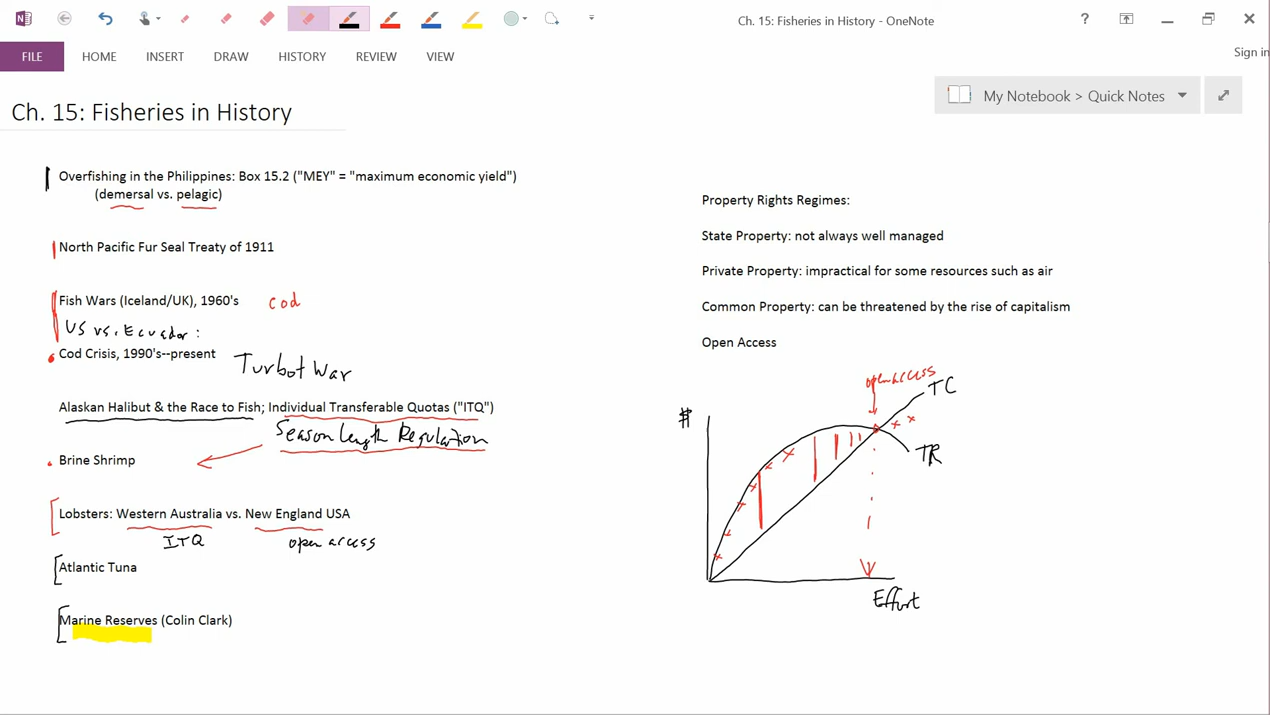 Ch. 15: Fisheries in History - OneNote
?
FILE HOME INSERT DRAW HISTORY REVIEW VIEW
Sign in
My Notebook > Quick Notes
Ch. 15: Fisheries in History
Overfishing in the Philippines: Box 15.2 ("MEY" = "maximum economic yield")
(demersal vs. pelagic)
North Pacific Fur Seal Treaty of 1911
Fish Wars (Iceland/UK), 1960's cod
US vs. Ecuador :
Cod Crisis, 1990's--present
Turbot War
Alaskan Halibut & the Race to Fish; Individual Transferable Quotas ("ITQ")
Season Length Regulation
Brine Shrimp
Lobsters: Western Australia vs. New England USA
ITQ open access
Atlantic Tuna
Marine Reserves (Colin Clark)
Property Rights Regimes:
State Property: not always well managed
Private Property: impractical for some resources such as air
Common Property: can be threatened by the rise of capitalism
Open Access
open access
TC
$
TR
Effort